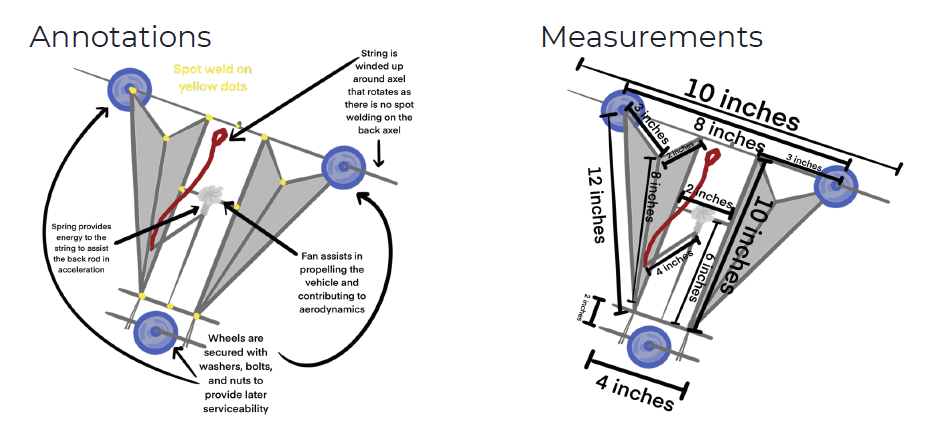 Annotations
Spot weld on
yellow dots
String is
winded up
around axel
that rotates as
there is no spot
welding on the
back axel
Spring provides
energy to the
string to assist
the back rod in
acceleration
Fan assists in
propelling the
vehicle and
contributing to
aerodynamics
Wheels are
secured with
washers, bolts,
and nuts to
provide later
serviceability
Measurements
10 inches
8 inches
3 inches
2 inches
3 inches
12 inches
8 inches
2 inches
10 inches
4 inches
6 inches
2 inches
4 inches